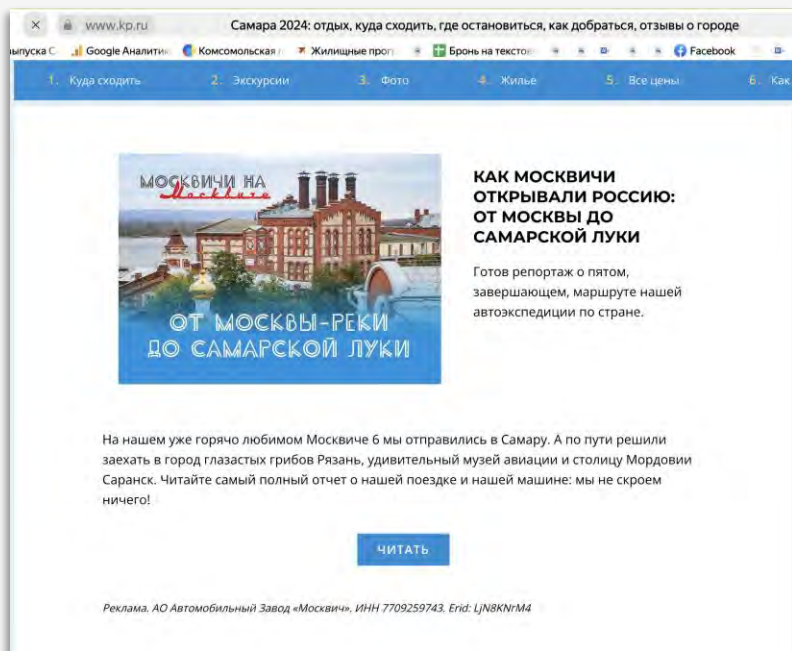 www.kp.ru
Самара 2024: отдых, куда сходить, где остановиться, как добраться, отзывы о городе
ыпуска С
Google Аналити
Комсомольская
Жилищные прог
Бронь на тексто
Facebook
1. Куда сходить
2. Экскурсии
3. Фото
4. Жилье
5. Все цены
6. Как
МОСКВИЧИ НА
Москвиче
ОТ МОСКВЫ-РЕКИ
ДО САМАРСКОЙ ЛУКИ
КАК МОСКВИЧИ
ОТКРЫВАЛИ РОССИЮ:
ОТ МОСКВЫ ДО
САМАРСКОЙ ЛУКИ
Готов репортаж о пятом,
завершающем, маршруте нашей
автоэкспедиции по стране.
На нашем уже горячо любимом Москвиче 6 мы отправились в Самару. А по пути решили
заехать в город глазастых грибов Рязань, удивительный музей авиации и столицу Мордовии
Саранск. Читайте самый полный отчет о нашей поездке и нашей машине: мы не скроем
ничего!
ЧИТАТЬ
Реклама. АО Автомобильный Завод «Москвич». ИНН 7709259743. Erid: LjN8KNrM4